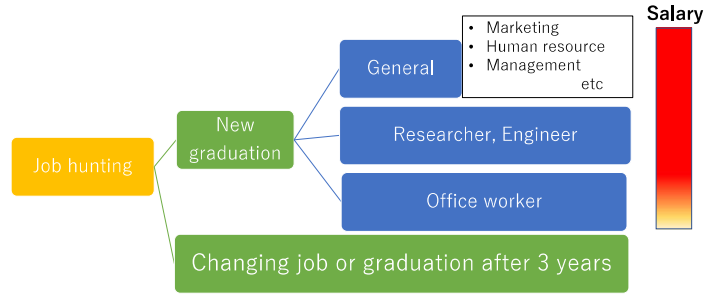 Salary
General
• Marketing
• Human resource
• Management
etc
New
graduation
Researcher, Engineer
Job hunting
Office worker
Changing job or graduation after 3 years